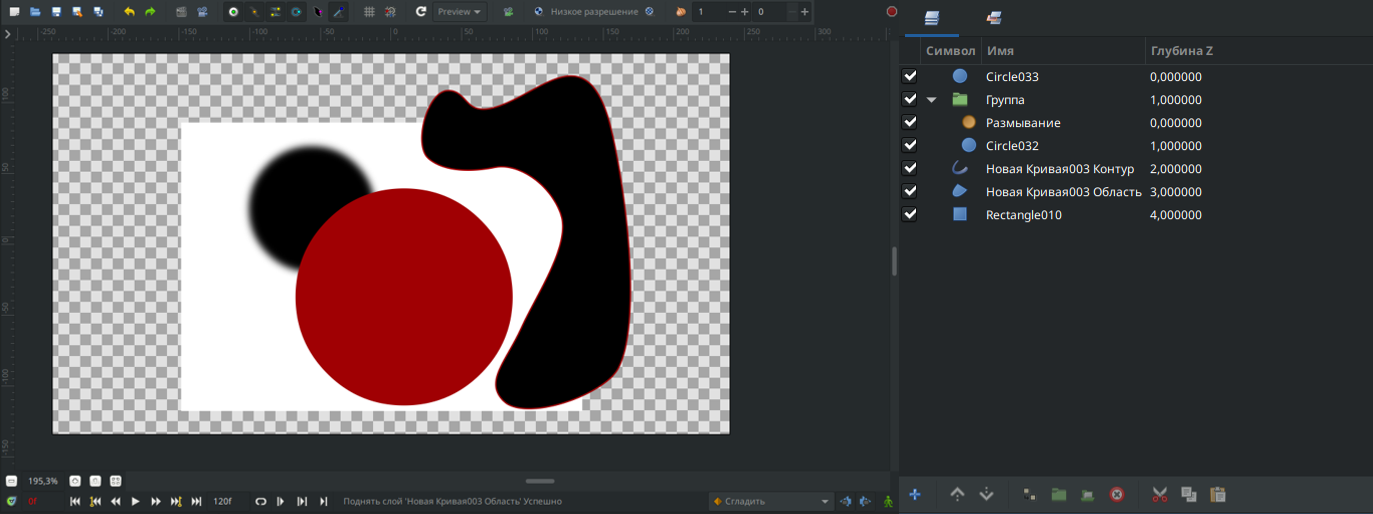 Preview
Низкое разрешение
1
0
-250 -200 -150 -100 -50 0 50 100 150 200 250 300
100
50
0
-50
-100
-150
Символ Имя Глубина Z
Circle033 0,000000
Группа 1,000000
Размывание 0,000000
Circle032 1,000000
Новая Кривая003 Контур 2,000000
Новая Кривая003 Область 3,000000
Rectangle010 4,000000
195,3%
0f 120f Поднять слой 'Новая Кривая003 Область' Успешно Сгладить